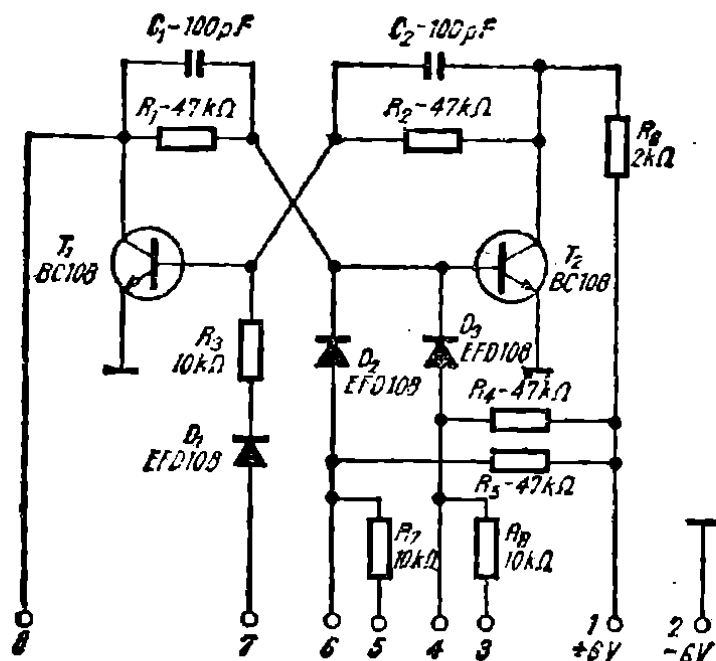 C1-100pF
C2-100pF
R1-47kΩ
R2-47kΩ
R6
2kΩ
T1
BC108
T2
BC108
R3
10kΩ
D2
EFD108
D3
EFD108
R4-47kΩ
D1
EFD108
R5-47kΩ
R7
10kΩ
R8
10kΩ
8
7
6
5
4
3
1
+6V
2
-6V